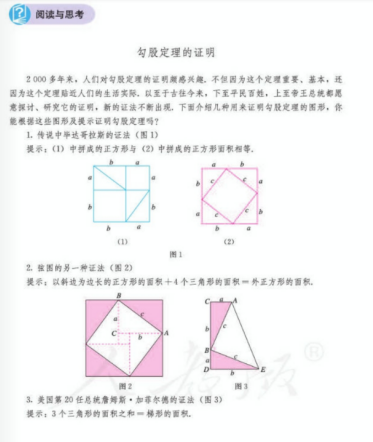 阅读与思考
勾股定理的证明
2 000多年来，人们对勾股定理的证明颇感兴趣．不但因为这个定理重要、基本，还
因为这个定理贴近人们的生活实际．以至于古往今来，下至平民百姓，上至帝王总统都愿
意探讨、研究它的证明，新的证法不断出现．下面介绍几种用来证明勾股定理的图形，你
能根据这些图形及提示证明勾股定理吗？
1. 传说中毕达哥拉斯的证法（图1）
提示：（1）中拼成的正方形与（2）中拼成的正方形面积相等．
b a a b
a a b c c a
b b a c c b
b a b a
(1) (2)
图1
2. 弦图的另一种证法（图2）
提示：以斜边为边长的正方形的面积＋4个三角形的面积＝外正方形的面积．
B C a A
a c b c
C b A B c
a
D b E
图2 图3
3. 美国第20任总统詹姆斯·加菲尔德的证法（图3）
提示：3个三角形的面积之和＝梯形的面积．